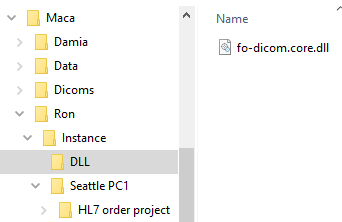 Maca
Damia
Data
Dicoms
Ron
Instance
DLL
Seattle PC1
HL7 order project
Name
fo-dicom.core.dll